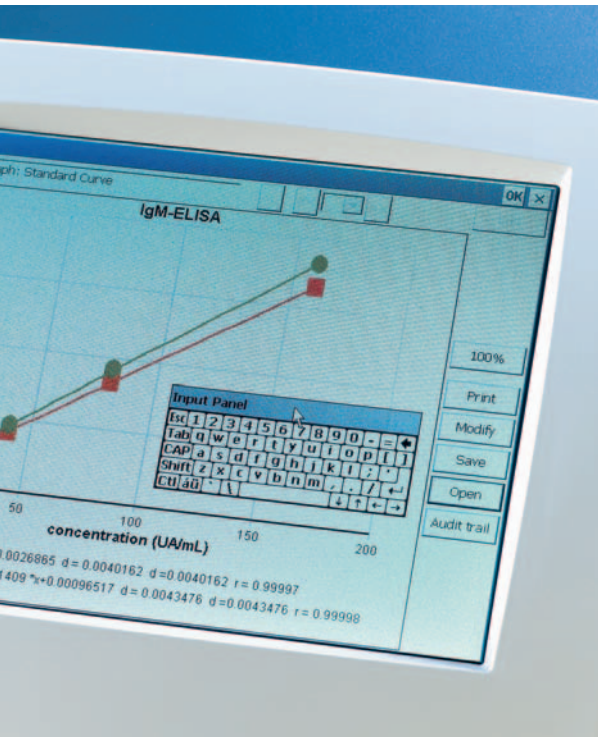 ph: Standard Curve
OK ×
IgM-ELISA
100%
Print
Modify
Save
Open
Audit trail
Input Panel
Esc 1 2 3 4 5 6 7 8 9 0 - =
Tab q w e r t y u i o p [ ]
CAP a s d f g h j k l ; '
Shift z x c v b n m , . /
Ctl áü ` \
50 100 150 200
concentration (UA/mL)
0.0026865 d = 0.0040162 d =0.0040162 r = 0.99997
1409 *x+0.00096517 d = 0.0043476 d =0.0043476 r = 0.99998